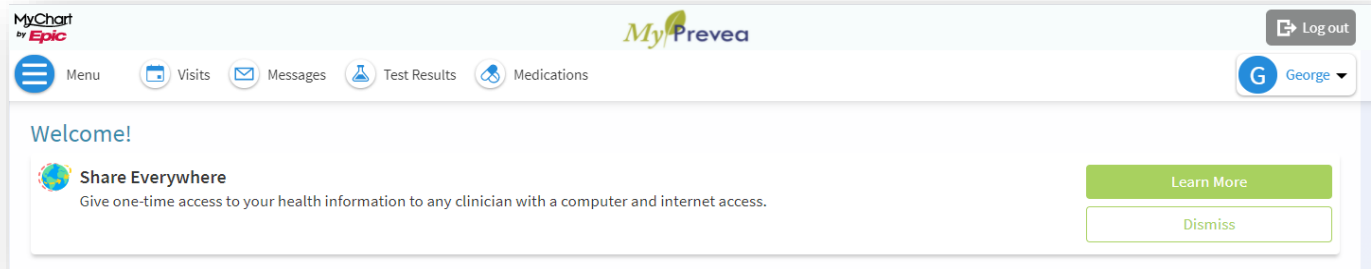 MyChart
by Epic
MyPrevea
Log out
Menu
Visits
Messages
Test Results
Medications
G
George
Welcome!
Share Everywhere
Give one-time access to your health information to any clinician with a computer and internet access.
Learn More
Dismiss